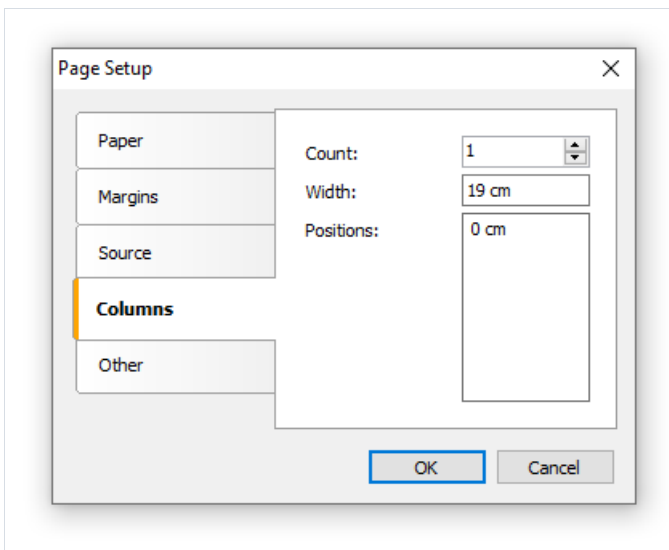 Page Setup
Paper
Margins
Source
Columns
Other
Count:
1
Width:
19 cm
Positions:
0 cm
OK
Cancel